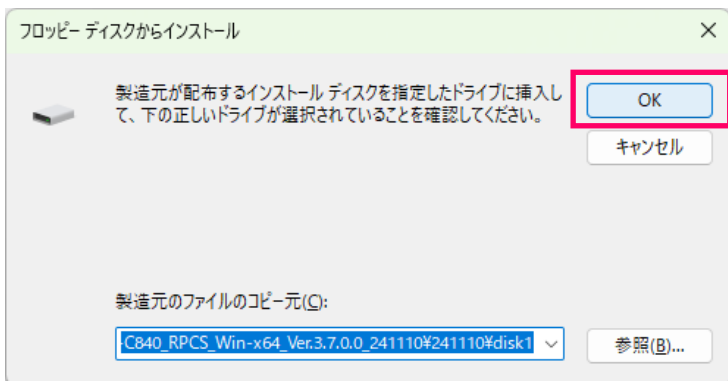 フロッピー ディスクからインストール
製造元が配布するインストール ディスクを指定したドライブに挿入し
て、下の正しいドライブが選択されていることを確認してください。
OK
キャンセル
製造元のファイルのコピー元(C):
-C840_RPCS_Win-x64_Ver.3.7.0.0_241110¥241110¥disk1
参照(B)...